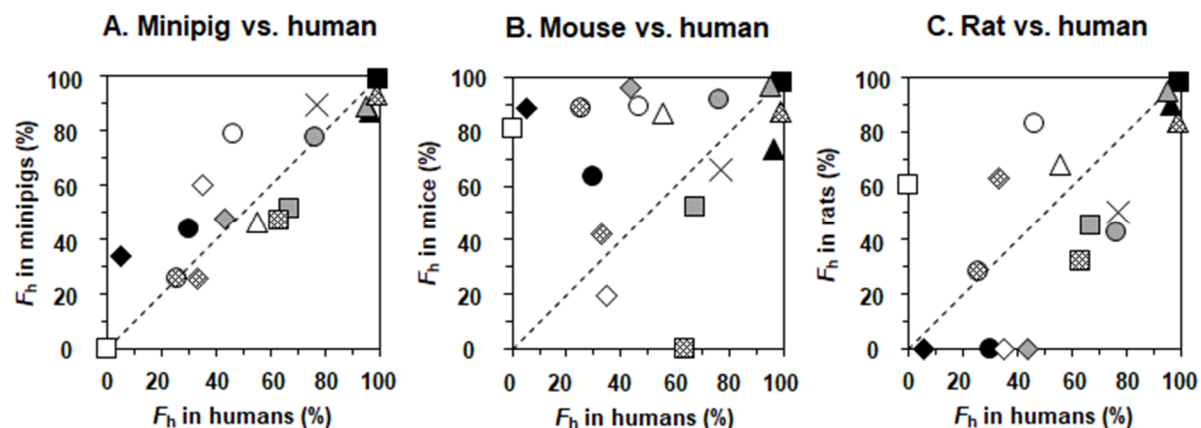 A. Minipig vs. human
B. Mouse vs. human
C. Rat vs. human
Fh in minipigs (%)
100
80
60
40
20
0
0 20 40 60 80 100
Fh in humans (%)
Fh in mice (%)
100
80
60
40
20
0
0 20 40 60 80 100
Fh in humans (%)
Fh in rats (%)
100
80
60
40
20
0
0 20 40 60 80 100
Fh in humans (%)